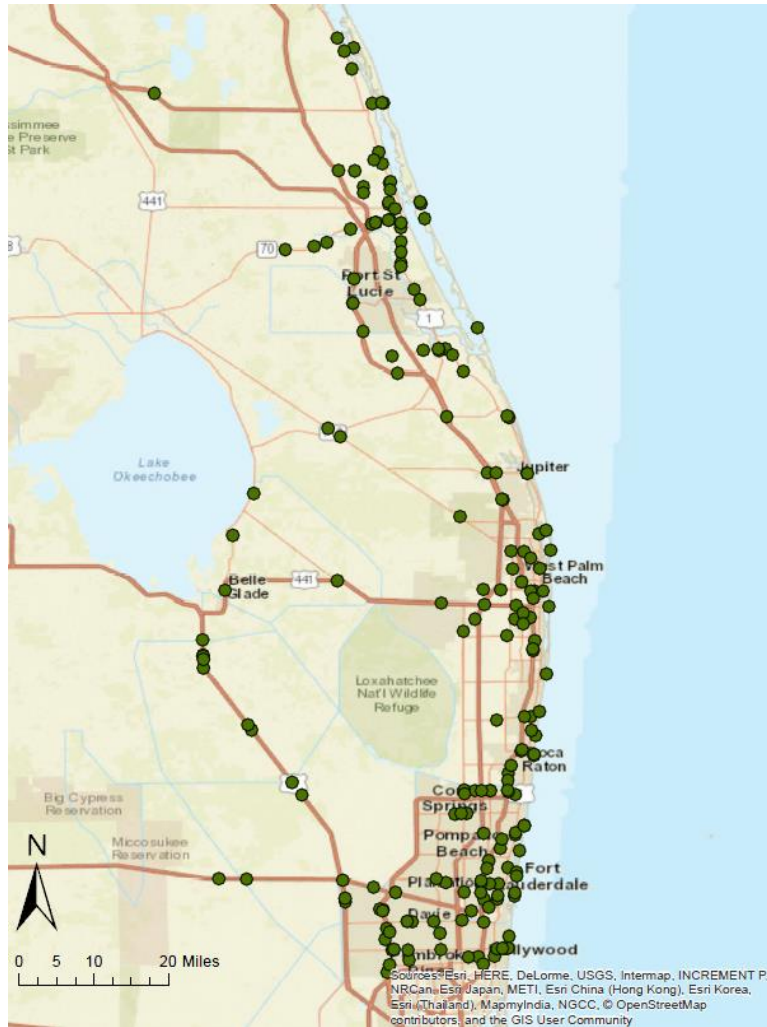 ssimmee
e Preserve
St Park
441
8
70
Port St
Lucie
1
Lake
Okeechobee
Jupiter
West Palm
Beach
Belle
Glade
441
Loxahatchee
Nat'l Wildlife
Refuge
Boca
Raton
Big Cypress
Reservation
Springs
Miccosukee
Reservation
Pompano
Beach
N
Fort
Lauderdale
Plantation
Davie
Hollywood
0 5 10 20 Miles
Sources: Esri, HERE, DeLorme, USGS, Intermap, INCREMENT P,
NRCan, Esri Japan, METI, Esri China (Hong Kong), Esri Korea,
Esri (Thailand), MapmyIndia, NGCC, © OpenStreetMap
contributors, and the GIS User Community